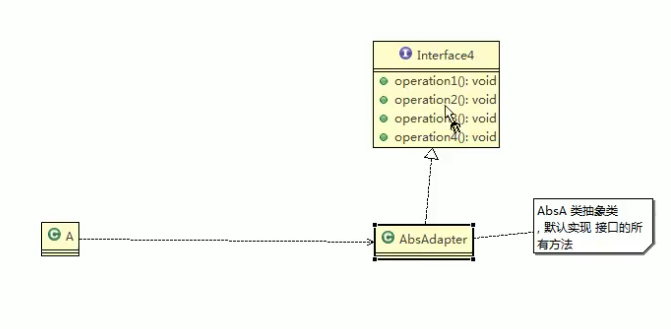 I Interface4
operation1(): void
operation2(): void
operation3(): void
operation4(): void
C A
C AbsAdapter
AbsA 类抽象类
, 默认实现 接口的所
有方法